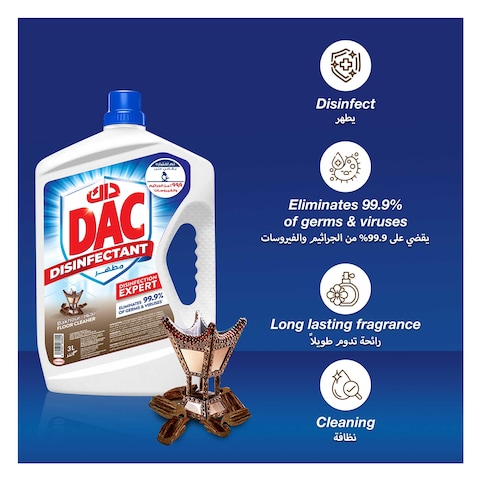 داك
DAC
DISINFECTANT
مطهر
DISINFECTION
EXPERT
ELIMINATES 99.9%
OF GERMS & VIRUSES
FLOOR CLEANER
3L
Disinfect
يطهر
Eliminates 99.9%
of germs & viruses
يقضي على 99.9% من الجراثيم والفيروسات
Long lasting fragrance
رائحة تدوم طويلاً
Cleaning
نظافة